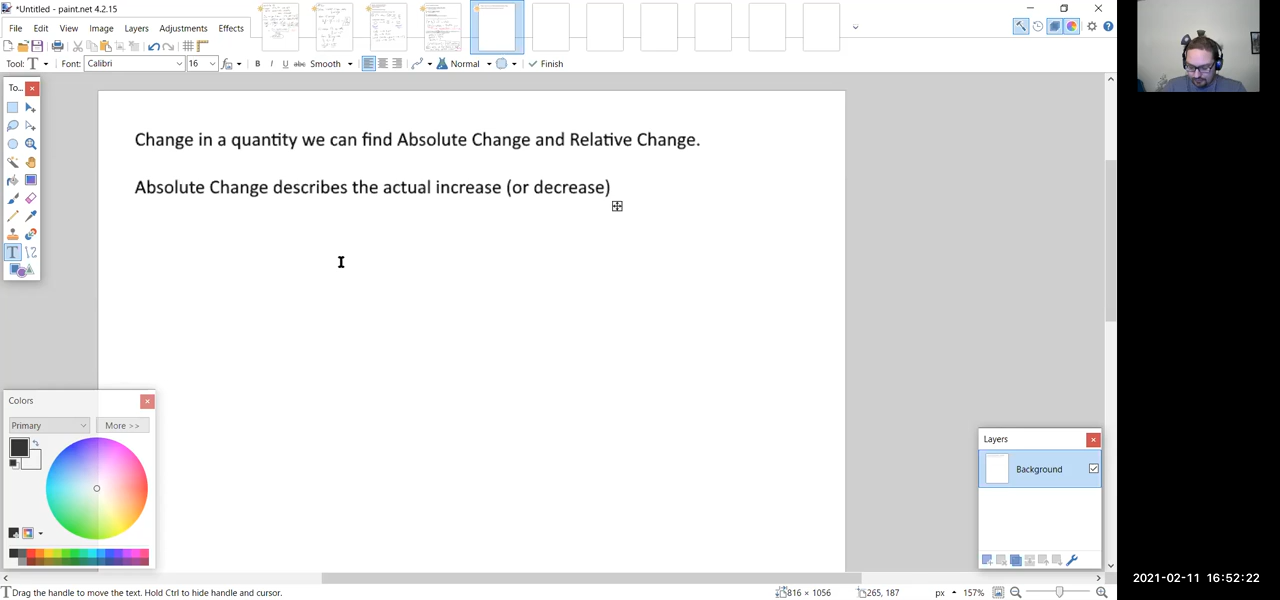 *Untitled - paint.net 4.2.15
File Edit View Image Layers Adjustments Effects
Tool: T Font: Calibri 16 B I U abc Smooth Normal Finish
To...
Change in a quantity we can find Absolute Change and Relative Change.
Absolute Change describes the actual increase (or decrease)
Colors
Primary More >>
Layers
Background
2021-02-11 16:52:22
Drag the handle to move the text. Hold Ctrl to hide handle and cursor. 816 × 1056 265, 187 px 157%